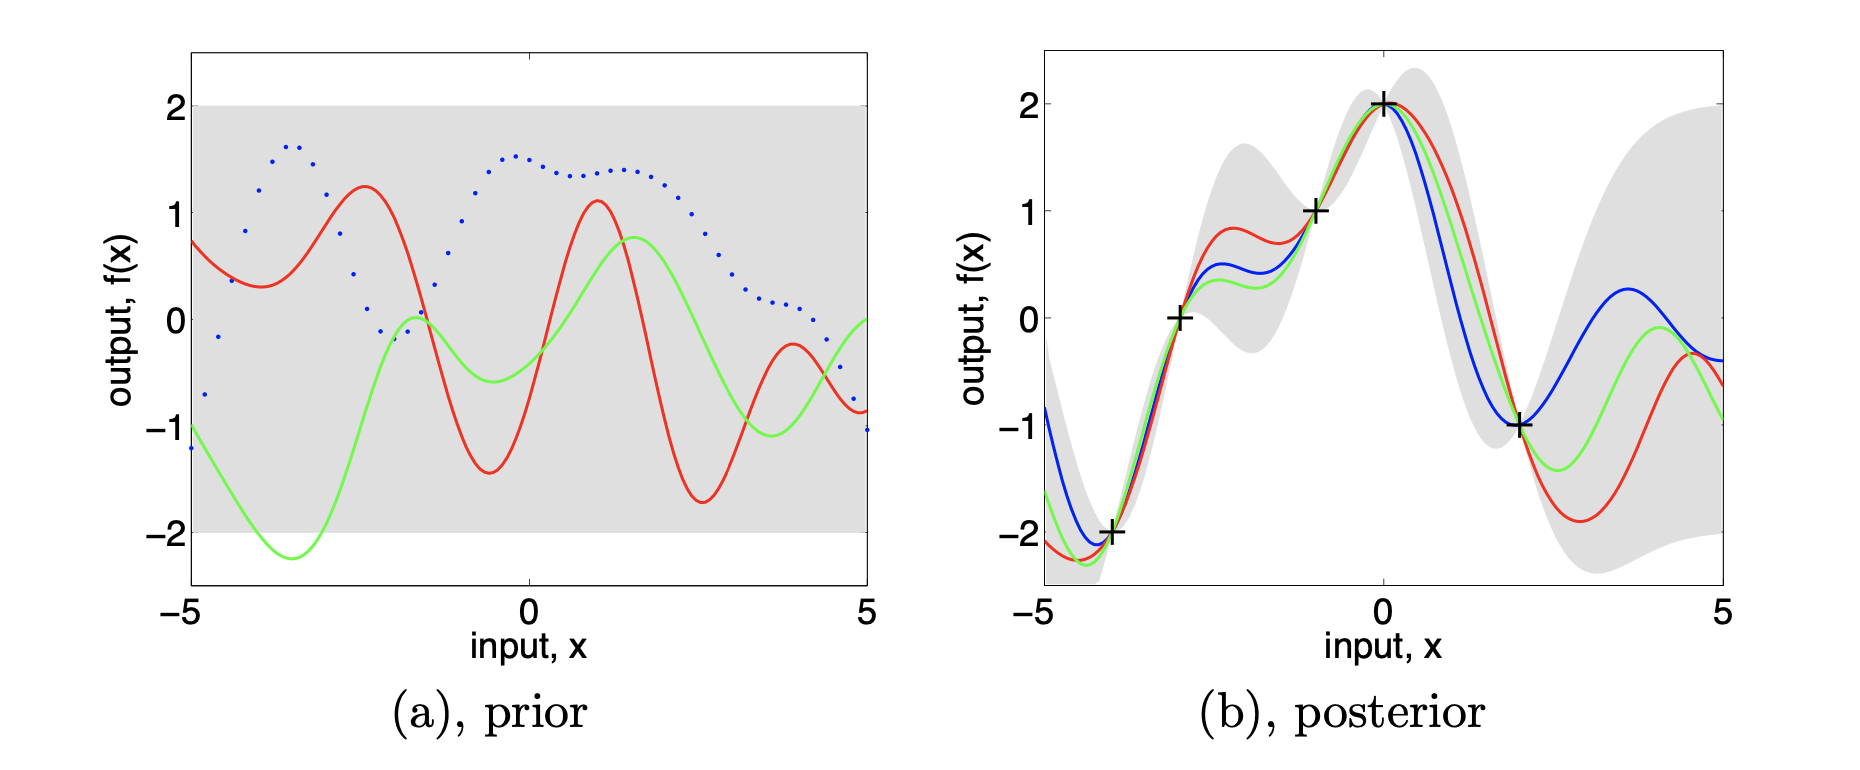 2
1
0
−1
−2
output, f(x)
−5
0
5
input, x
(a), prior
2
1
0
−1
−2
output, f(x)
−5
0
5
input, x
(b), posterior